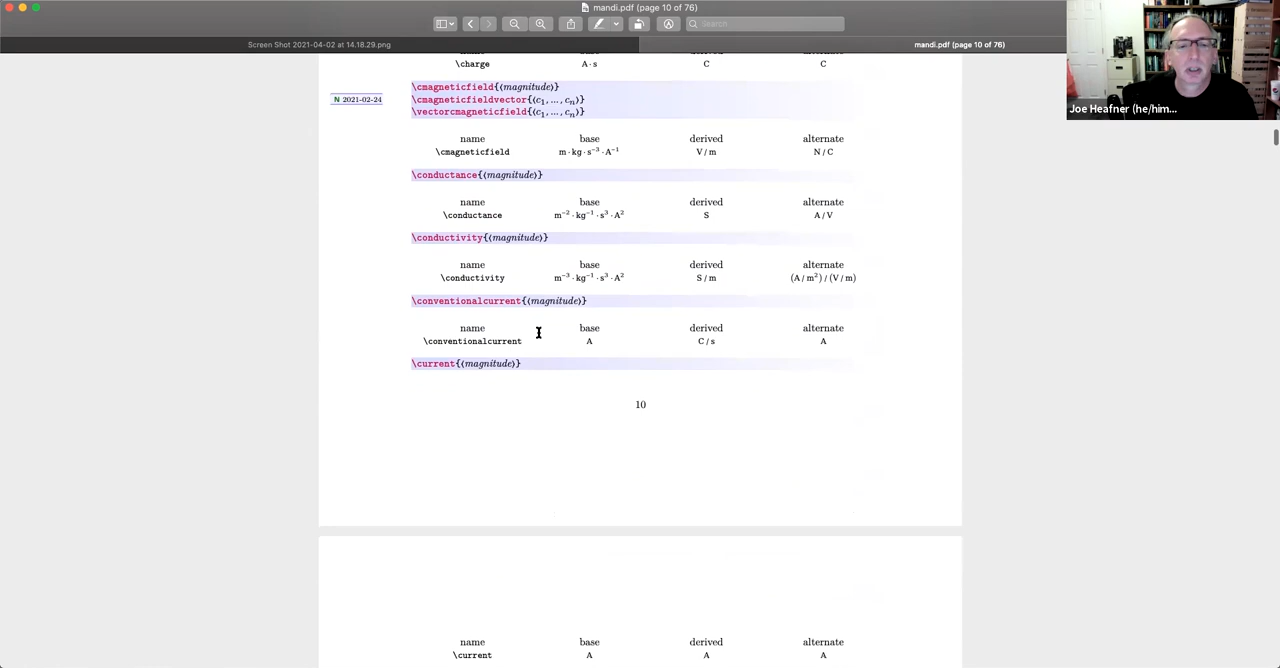 mandi.pdf (page 10 of 76)
Search
Screen Shot 2021-04-02 at 14.18.29.png
mandi.pdf (page 10 of 76)
Joe Heafner (he/him...
\charge A·s C C
N 2021-02-24
\cmagneticfield{⟨magnitude⟩}
\cmagneticfieldvector{⟨c₁,...,cₙ⟩}
\vectorcmagneticfield{⟨c₁,...,cₙ⟩}
name base derived alternate
\cmagneticfield m·kg·s⁻³·A⁻¹ V/m N/C
\conductance{⟨magnitude⟩}
name base derived alternate
\conductance m⁻²·kg⁻¹·s³·A² S A/V
\conductivity{⟨magnitude⟩}
name base derived alternate
\conductivity m⁻³·kg⁻¹·s³·A² S/m (A/m²)/(V/m)
\conventionalcurrent{⟨magnitude⟩}
name base derived alternate
\conventionalcurrent A C/s A
\current{⟨magnitude⟩}
10
name base derived alternate
\current A A A